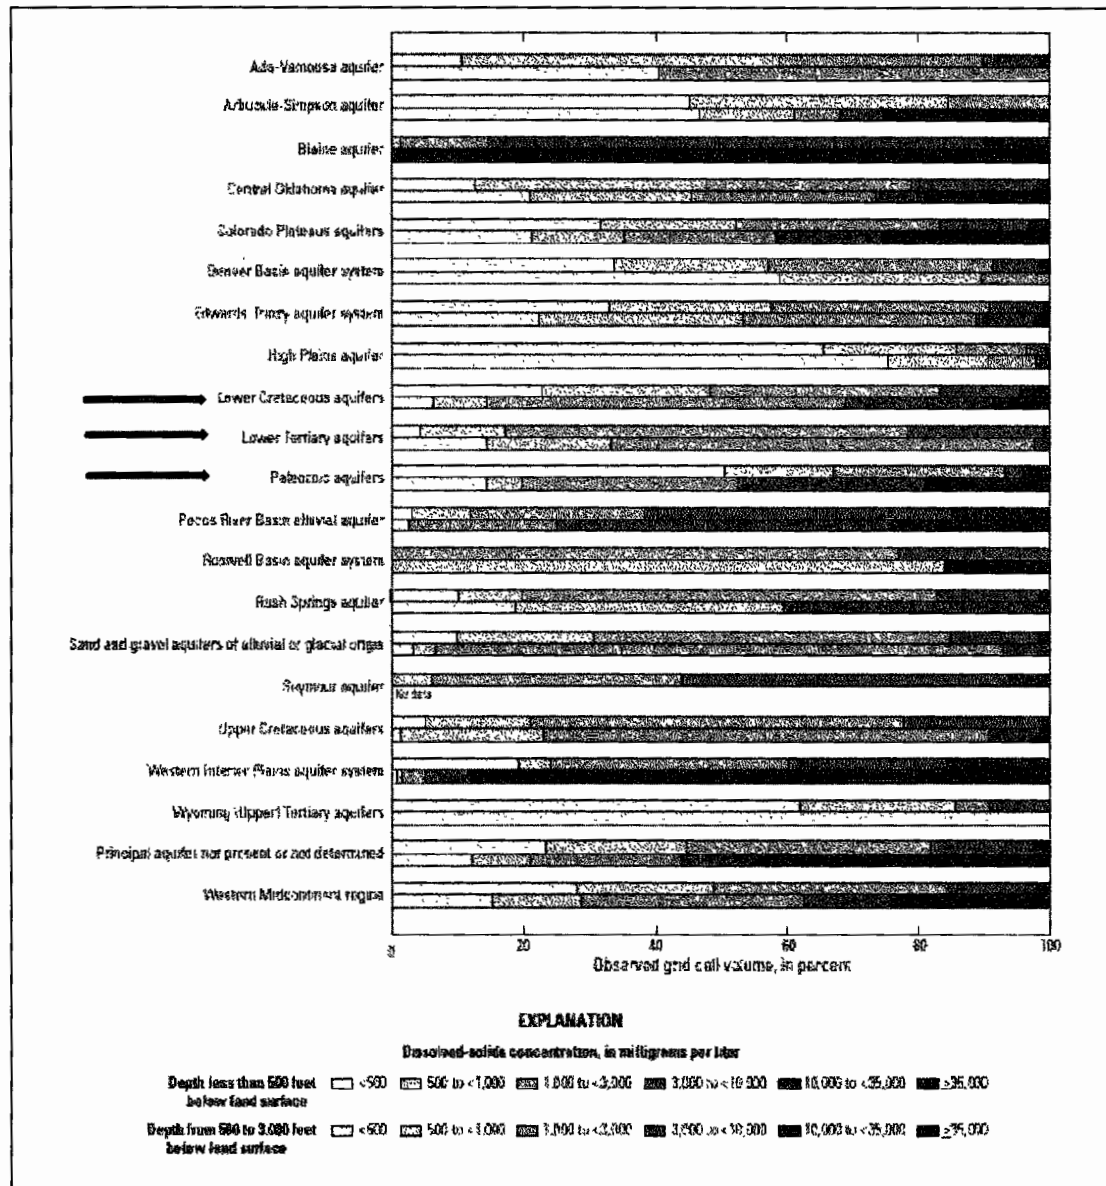 Ada-Vamoosa aquifer
Arbuckle-Simpson aquifer
Blaine aquifer
Central Oklahoma aquifer
Colorado Plateaus aquifers
Denver Basin aquifer system
Edwards-Trinity aquifer system
High Plains aquifer
Lower Cretaceous aquifers
Lower Tertiary aquifers
Paleozoic aquifers
Pecos River Basin alluvial aquifer
Roswell Basin aquifer system
Rush Springs aquifer
Sand and gravel aquifers of alluvial or glacial origin
Seymour aquifer
No data
Upper Cretaceous aquifers
Western Interior Plains aquifer system
Wyoming (Upper) Tertiary aquifers
Principal aquifer not present or not determined
Western Midcontinent region
0 20 40 60 80 100
Observed grid cell volume, in percent
EXPLANATION
Dissolved-solids concentration, in milligrams per liter
Depth less than 500 feet <500 500 to <1,000 1,000 to <3,000 3,000 to <10,000 10,000 to <35,000 ≥35,000
below land surface
Depth from 500 to 3,000 feet <500 500 to <1,000 1,000 to <3,000 3,000 to <10,000 10,000 to <35,000 ≥35,000
below land surface